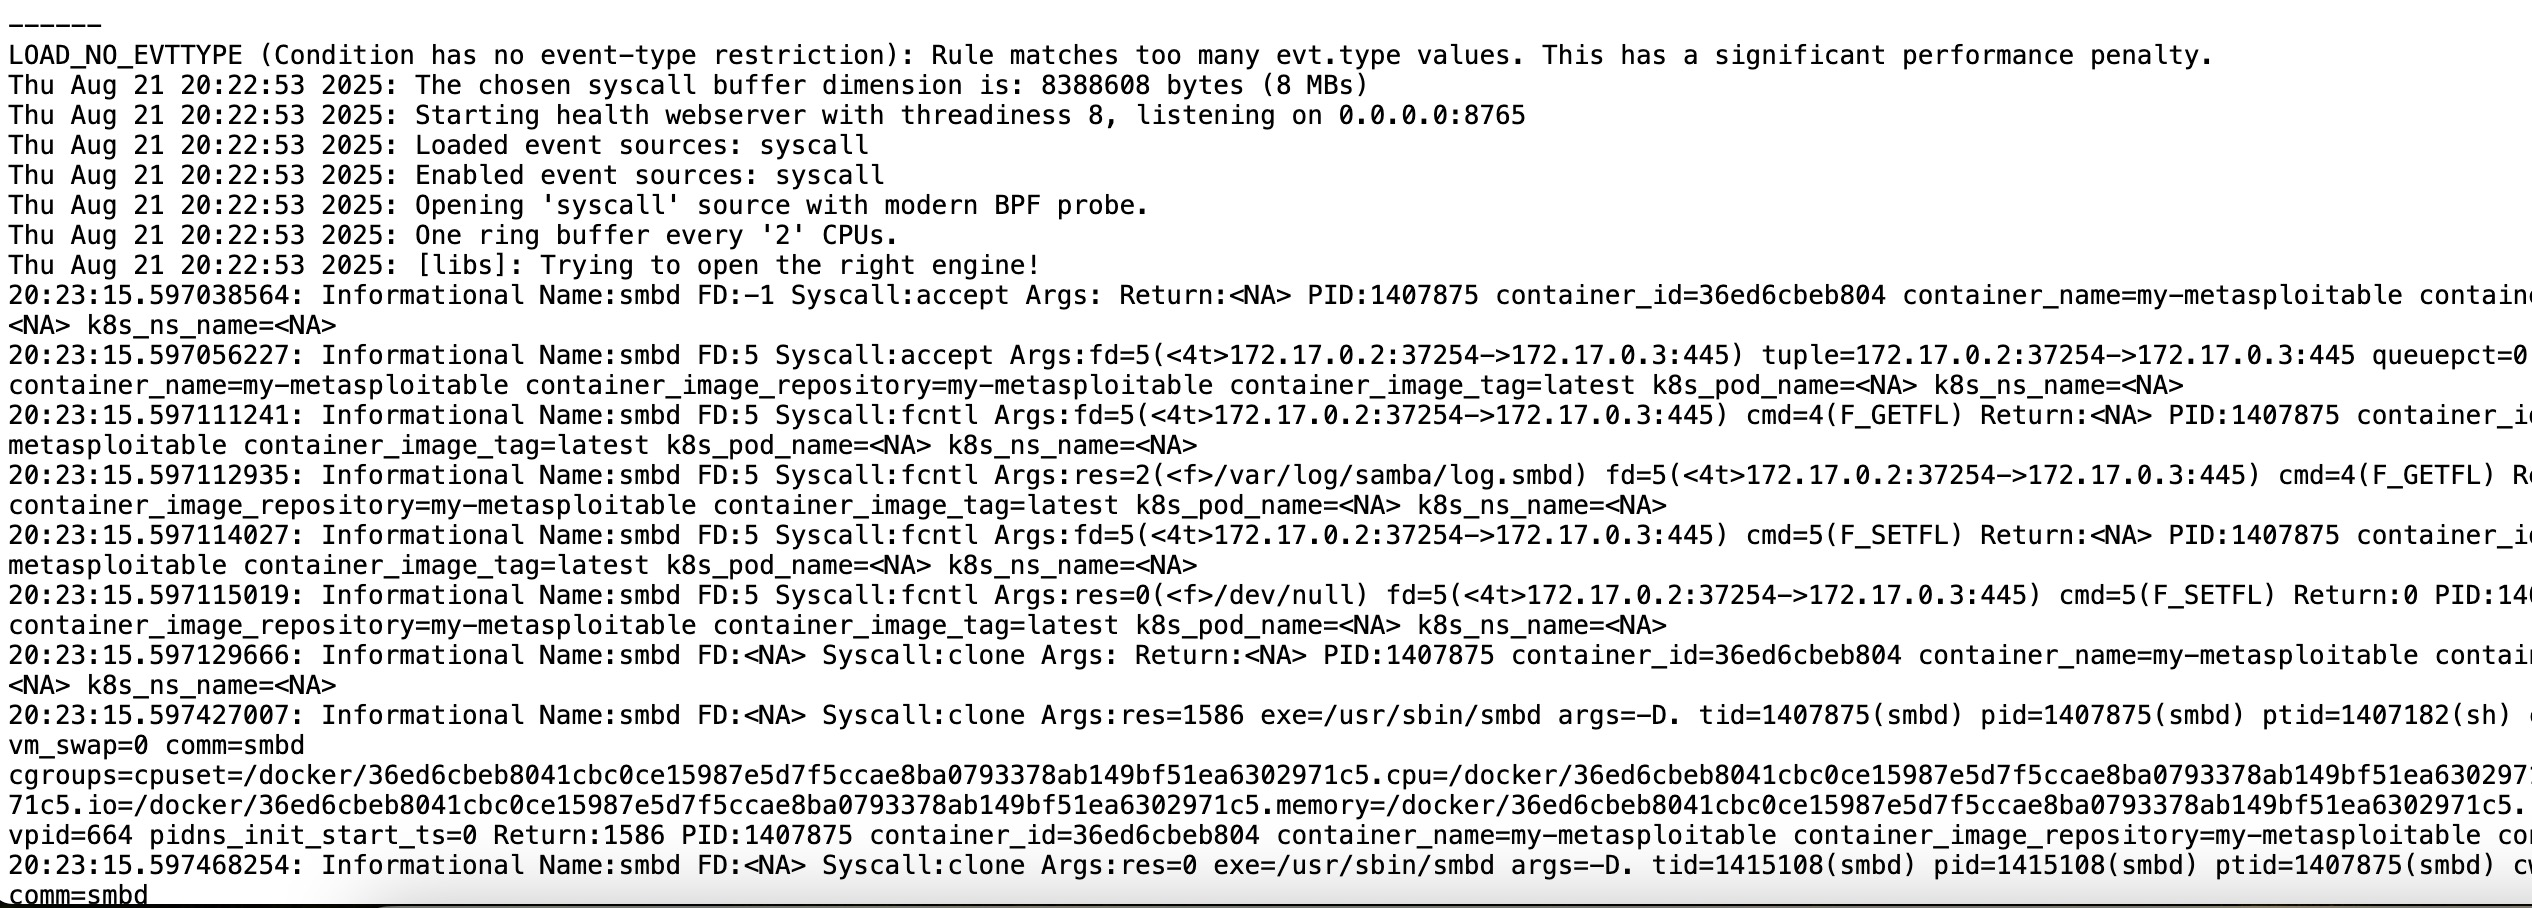 ------
LOAD_NO_EVTTYPE (Condition has no event-type restriction): Rule matches too many evt.type values. This has a significant performance penalty.
Thu Aug 21 20:22:53 2025: The chosen syscall buffer dimension is: 8388608 bytes (8 MBs)
Thu Aug 21 20:22:53 2025: Starting health webserver with threadiness 8, listening on 0.0.0.0:8765
Thu Aug 21 20:22:53 2025: Loaded event sources: syscall
Thu Aug 21 20:22:53 2025: Enabled event sources: syscall
Thu Aug 21 20:22:53 2025: Opening 'syscall' source with modern BPF probe.
Thu Aug 21 20:22:53 2025: One ring buffer every '2' CPUs.
Thu Aug 21 20:22:53 2025: [libs]: Trying to open the right engine!
20:23:15.597038564: Informational Name:smbd FD:-1 Syscall:accept Args: Return:<NA> PID:1407875 container_id=36ed6cbeb804 container_name=my-metasploitable contain
<NA> k8s_ns_name=<NA>
20:23:15.597056227: Informational Name:smbd FD:5 Syscall:accept Args:fd=5(<4t>172.17.0.2:37254->172.17.0.3:445) tuple=172.17.0.2:37254->172.17.0.3:445 queuepct=0
container_name=my-metasploitable container_image_repository=my-metasploitable container_image_tag=latest k8s_pod_name=<NA> k8s_ns_name=<NA>
20:23:15.597111241: Informational Name:smbd FD:5 Syscall:fcntl Args:fd=5(<4t>172.17.0.2:37254->172.17.0.3:445) cmd=4(F_GETFL) Return:<NA> PID:1407875 container_i
metasploitable container_image_tag=latest k8s_pod_name=<NA> k8s_ns_name=<NA>
20:23:15.597112935: Informational Name:smbd FD:5 Syscall:fcntl Args:res=2(<f>/var/log/samba/log.smbd) fd=5(<4t>172.17.0.2:37254->172.17.0.3:445) cmd=4(F_GETFL) R
container_image_repository=my-metasploitable container_image_tag=latest k8s_pod_name=<NA> k8s_ns_name=<NA>
20:23:15.597114027: Informational Name:smbd FD:5 Syscall:fcntl Args:fd=5(<4t>172.17.0.2:37254->172.17.0.3:445) cmd=5(F_SETFL) Return:<NA> PID:1407875 container_i
metasploitable container_image_tag=latest k8s_pod_name=<NA> k8s_ns_name=<NA>
20:23:15.597115019: Informational Name:smbd FD:5 Syscall:fcntl Args:res=0(<f>/dev/null) fd=5(<4t>172.17.0.2:37254->172.17.0.3:445) cmd=5(F_SETFL) Return:0 PID:14
container_image_repository=my-metasploitable container_image_tag=latest k8s_pod_name=<NA> k8s_ns_name=<NA>
20:23:15.597129666: Informational Name:smbd FD:<NA> Syscall:clone Args: Return:<NA> PID:1407875 container_id=36ed6cbeb804 container_name=my-metasploitable contai
<NA> k8s_ns_name=<NA>
20:23:15.597427007: Informational Name:smbd FD:<NA> Syscall:clone Args:res=1586 exe=/usr/sbin/smbd args=-D. tid=1407875(smbd) pid=1407875(smbd) ptid=1407182(sh)
vm_swap=0 comm=smbd
cgroups=cpuset=/docker/36ed6cbeb8041cbc0ce15987e5d7f5ccae8ba0793378ab149bf51ea6302971c5.cpu=/docker/36ed6cbeb8041cbc0ce15987e5d7f5ccae8ba0793378ab149bf51ea630297
71c5.io=/docker/36ed6cbeb8041cbc0ce15987e5d7f5ccae8ba0793378ab149bf51ea6302971c5.memory=/docker/36ed6cbeb8041cbc0ce15987e5d7f5ccae8ba0793378ab149bf51ea6302971c5.
vpid=664 pidns_init_start_ts=0 Return:1586 PID:1407875 container_id=36ed6cbeb804 container_name=my-metasploitable container_image_repository=my-metasploitable co
20:23:15.597468254: Informational Name:smbd FD:<NA> Syscall:clone Args:res=0 exe=/usr/sbin/smbd args=-D. tid=1415108(smbd) pid=1415108(smbd) ptid=1407875(smbd) c
comm=smbd